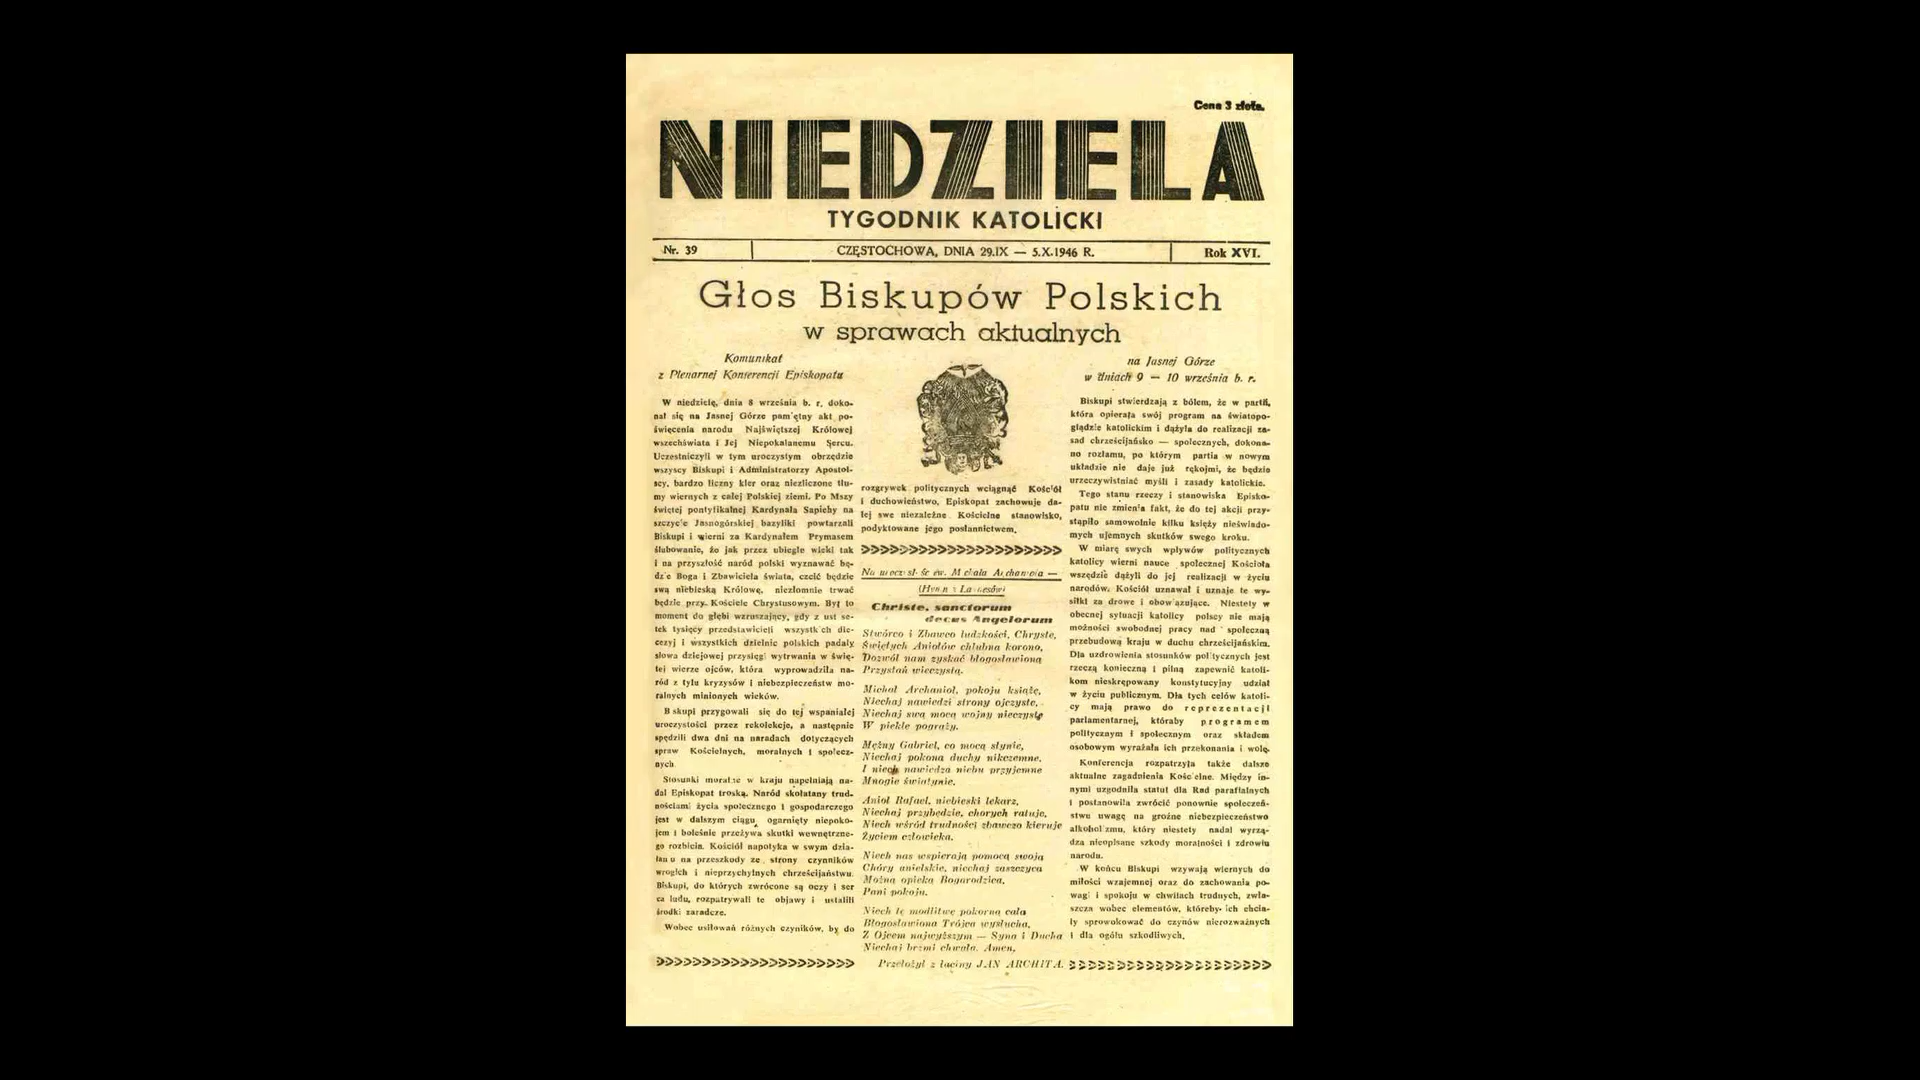 Cena 3 złote.
NIEDZIELA
TYGODNIK KATOLICKI
Nr. 39
CZĘSTOCHOWA, DNIA 29.IX — 5.X.1946 R.
Rok XVI.
Głos Biskupów Polskich
w sprawach aktualnych
Komunikat
z Plenarnej Konferencji Episkopatu
na Jasnej Górze
w dniach 9 — 10 września b. r.
W niedzielę, dnia 8 września b. r. doko-
nał się na Jasnej Górze pamiętny akt po-
święcenia narodu Najświętszej Królowej
wszechświata i Jej Niepokalanemu Sercu.
Uczestniczyli w tym uroczystym obrzędzie
wszyscy Biskupi i Administratorzy Apostol-
scy, bardzo liczny kler oraz niezliczone tłu-
my wiernych z całej Polskiej ziemi. Po Mszy
świętej pontyfikalnej Kardynała Sapiehy na
szczycie Jasnogórskiej bazyliki powtarzali
Biskupi i wierni za Kardynałem Prymasem
ślubowanie, że jak przez ubiegłe wieki tak
i na przyszłość naród polski wyznawać bę-
dzie Boga i Zbawiciela świata, czcić będzie
swą niebieską Królowę, niezłomnie trwać
będzie przy Kościele Chrystusowym. Był to
moment do głębi wzruszający, gdy z ust se-
tek tysięcy przedstawicieli wszystkich die-
cezyj i wszystkich dzielnic polskich padały
słowa dziejowej przysięgi wytrwania w świę-
tej wierze ojców, która wyprowadziła na-
ród z tylu kryzysów i niebezpieczeństw mo-
ralnych minionych wieków.
Biskupi przygowali się do tej wspaniałej
uroczystości przez rekolekcje, a następnie
spędzili dwa dni na naradach dotyczących
spraw Kościelnych, moralnych i społecz-
nych.
Stosunki moralne w kraju napełniają na-
dal Episkopat troską. Naród skołatany trud-
nościami życia społecznego i gospodarczego
jest w dalszym ciągu ogarnięty niepoko-
jem i boleśnie przeżywa skutki wewnętrzne-
go rozbicia. Kościół napotyka w swym dzia-
łaniu na przeszkody ze strony czynników
wrogich i nieprzychylnych chrześcijaństwu.
Biskupi, do których zwrócone są oczy i ser
ca ludu, rozpatrywali te objawy i ustalili
środki zaradcze.
Wobec usiłowań różnych czyników, by do
rozgrywek politycznych wciągnąć Kościół
i duchowieństwo, Episkopat zachowuje da-
lej swe niezależne Kościelne stanowisko,
podyktowane jego posłannictwem.
Na uroczystość św. Michała Archanioła —
(Hymn z Laudesów)
Christe, sanctorum
decus Angelorum
Stwórco i Zbawco ludzkości, Chryste,
Świętych Aniołów chlubna korono,
Dozwól nam zyskać błogosławioną
Przystań wieczystą.
Michał Archanioł, pokoju książę,
Niechaj nawiedzi strony ojczyste,
Niechaj swą mocą wojny nieczyste
W piekle pogrąży.
Mężny Gabriel, co mocą słynie,
Niechaj pokona duchy nikczemne,
I niech nawiedza niebu przyjemne
Mnogie świątynie.
Anioł Rafael, niebieski lekarz,
Niechaj przybędzie, chorych ratuje,
Niech wśród trudności zbawczo kieruje
Życiem człowieka.
Niech nas wspierają pomocą swoją
Chóry anielskie, niechaj zaszczyca
Można opieką Bogarodzica,
Pani pokoju.
Niech tę modlitwę pokorną cała
Błogosławiona Trójca wysłucha,
Z Ojcem najwyższym — Syna i Ducha
Niechaj brzmi chwała. Amen.
Przełożył z łaciny JAN ARCHITA.
Biskupi stwierdzają z bólem, że w partii,
która opierała swój program na światopo-
glądzie katolickim i dążyła do realizacji za-
sad chrześcijańsko — społecznych, dokona-
no rozłamu, po którym partia w nowym
układzie nie daje już rękojmi, że będzie
urzeczywistniać myśli i zasady katolickie.
Tego stanu rzeczy i stanowiska Episko-
patu nie zmienia fakt, że do tej akcji przy-
stąpiło samowolnie kilku księży nieświado-
mych ujemnych skutków swego kroku.
W miarę swych wpływów politycznych
katolicy wierni nauce społecznej Kościoła
wszędzie dążyli do jej realizacji w życiu
narodów. Kościół uznawał i uznaje te wy-
siłki za drowe i obowiązujące. Niestety w
obecnej sytuacji katolicy polscy nie mają
możności swobodnej pracy nad społeczną
przebudową kraju w duchu chrześcijańskim.
Dla uzdrowienia stosunków politycznych jest
rzeczą konieczną i pilną zapewnić katoli-
kom nieskrępowany konstytucyjny udział
w życiu publicznym. Dla tych celów katoli-
cy mają prawo do reprezentacji
parlamentarnej, któraby programem
politycznym i społecznym oraz składem
osobowym wyrażała ich przekonania i wolę.
Konferencja rozpatrzyła także dalsze
aktualne zagadnienia Kościelne. Między in-
nymi uzgodniła statut dla Rad parafialnych
i postanowiła zwrócić ponownie społeczeń-
stwu uwagę na groźne niebezpieczeństwo
alkoholizmu, który niestety nadal wyrzą-
dza nieopisane szkody moralności i zdrowiu
narodu.
W końcu Biskupi wzywają wiernych do
miłości wzajemnej oraz do zachowania po-
wagi i spokoju w chwilach trudnych, zwła-
szcza wobec elementów, któreby ich chcia-
ły sprowokować do czynów nierozważnych
i dla ogółu szkodliwych.